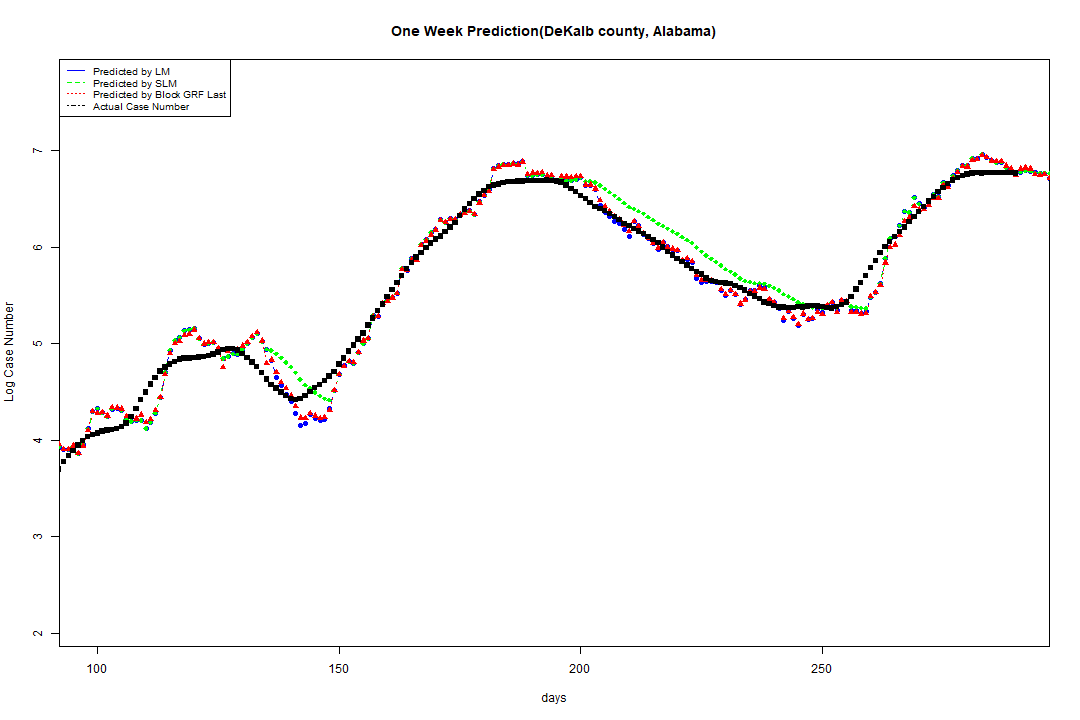 One Week Prediction(DeKalb county, Alabama)
Predicted by LM
Predicted by SLM
Predicted by Block GRF Last
Actual Case Number
7
6
5
4
3
2
Log Case Number
100 150 200 250
days